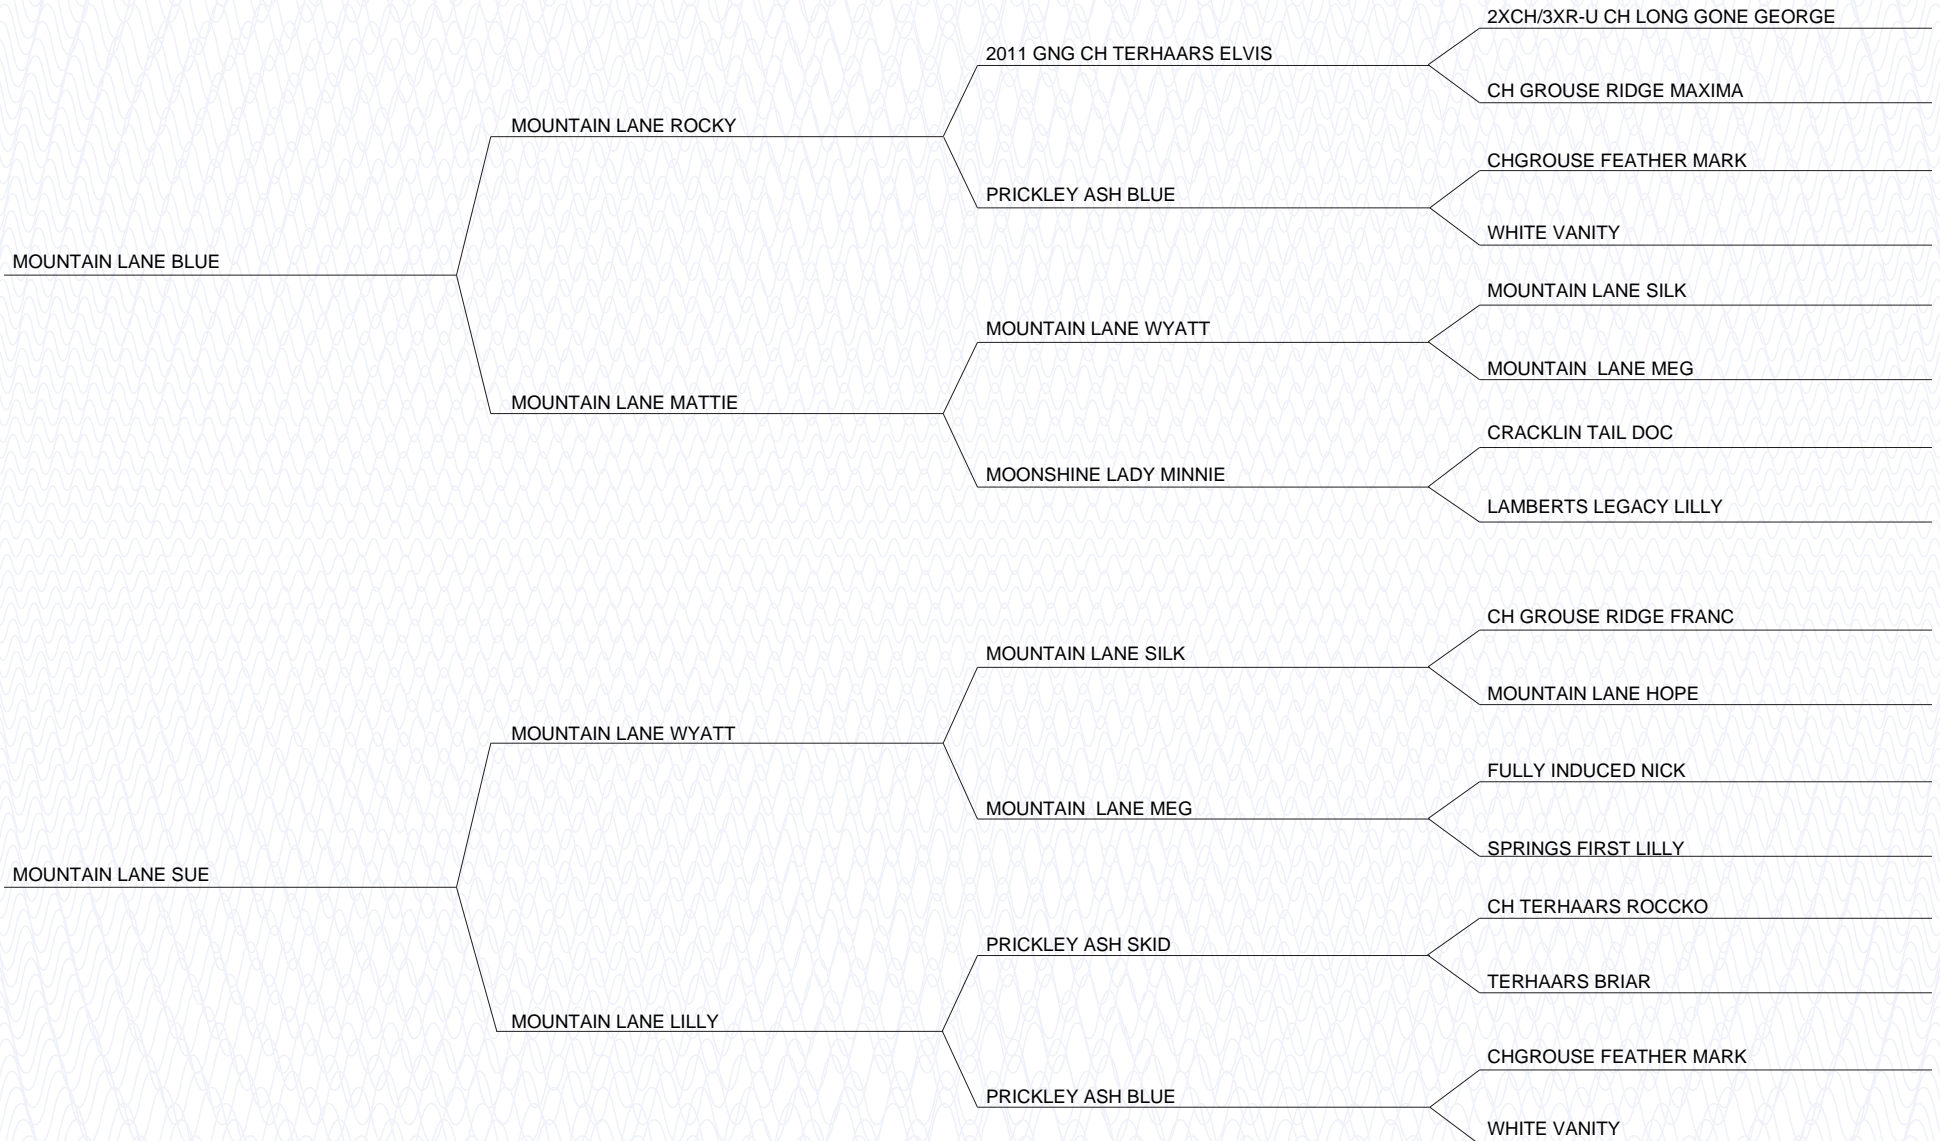 2XCH/3XR-U CH LONG GONE GEORGE
2011 GNG CH TERHAARS ELVIS
CH GROUSE RIDGE MAXIMA
MOUNTAIN LANE ROCKY
CHGROUSE FEATHER MARK
PRICKLEY ASH BLUE
WHITE VANITY
MOUNTAIN LANE BLUE
MOUNTAIN LANE SILK
MOUNTAIN LANE WYATT
MOUNTAIN  LANE MEG
MOUNTAIN LANE MATTIE
CRACKLIN TAIL DOC
MOONSHINE LADY MINNIE
LAMBERTS LEGACY LILLY
CH GROUSE RIDGE FRANC
MOUNTAIN LANE SILK
MOUNTAIN LANE HOPE
MOUNTAIN LANE WYATT
FULLY INDUCED NICK
MOUNTAIN  LANE MEG
SPRINGS FIRST LILLY
MOUNTAIN LANE SUE
CH TERHAARS ROCCKO
PRICKLEY ASH SKID
TERHAARS BRIAR
MOUNTAIN LANE LILLY
CHGROUSE FEATHER MARK
PRICKLEY ASH BLUE
WHITE VANITY